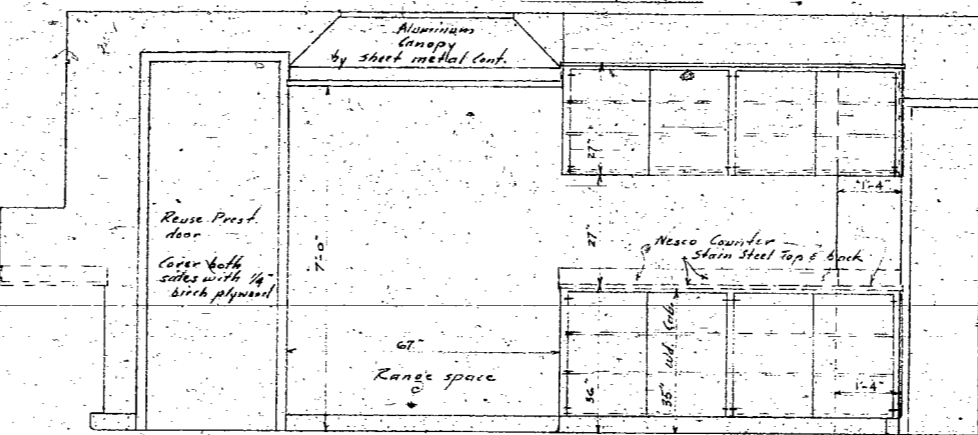 Aluminum
Canopy
by sheet metal Cont.
27"
1'-4"
Reuse Prest.
door
Cover both
sides with 1/4"
birch plywood
7'-0"
27"
Nesco Counter
Stain Steel Top & back
67"
Range space
36"
35"
1'-4"